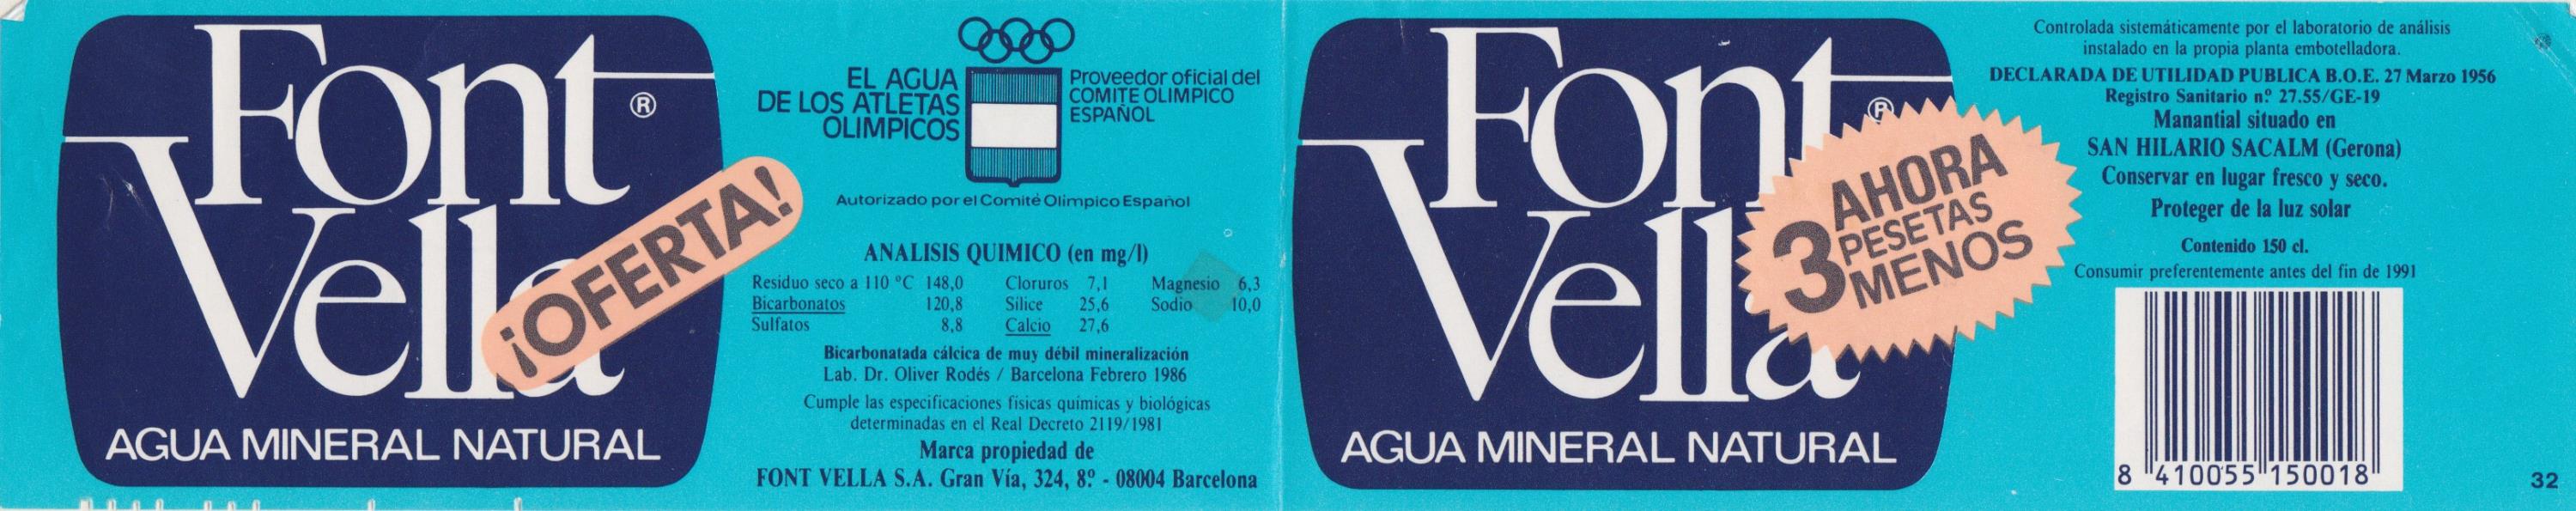 Font
Vella®
¡OFERTA!
AGUA MINERAL NATURAL
EL AGUA
DE LOS ATLETAS
OLIMPICOS
Proveedor oficial del
COMITE OLIMPICO
ESPAÑOL
Autorizado por el Comité Olimpico Español
ANALISIS QUIMICO (en mg/l)
Residuo seco a 110 °C 148,0 Cloruros 7,1 Magnesio 6,3
Bicarbonatos 120,8 Sílice 25,6 Sodio 10,0
Sulfatos 8,8 Calcio 27,6
Bicarbonatada cálcica de muy débil mineralización
Lab. Dr. Oliver Rodés / Barcelona Febrero 1986
Cumple las especificaciones físicas químicas y biológicas
determinadas en el Real Decreto 2119/1981
Marca propiedad de
FONT VELLA S.A. Gran Vía, 324, 8º - 08004 Barcelona
Font
Vella®
AHORA
3 PESETAS
MENOS
AGUA MINERAL NATURAL
Controlada sistemáticamente por el laboratorio de análisis
instalado en la propia planta embotelladora.
DECLARADA DE UTILIDAD PUBLICA B.O.E. 27 Marzo 1956
Registro Sanitario n.º 27.55/GE-19
Manantial situado en
SAN HILARIO SACALM (Gerona)
Conservar en lugar fresco y seco.
Proteger de la luz solar
Contenido 150 cl.
Consumir preferentemente antes del fin de 1991
8 410055 150018
32